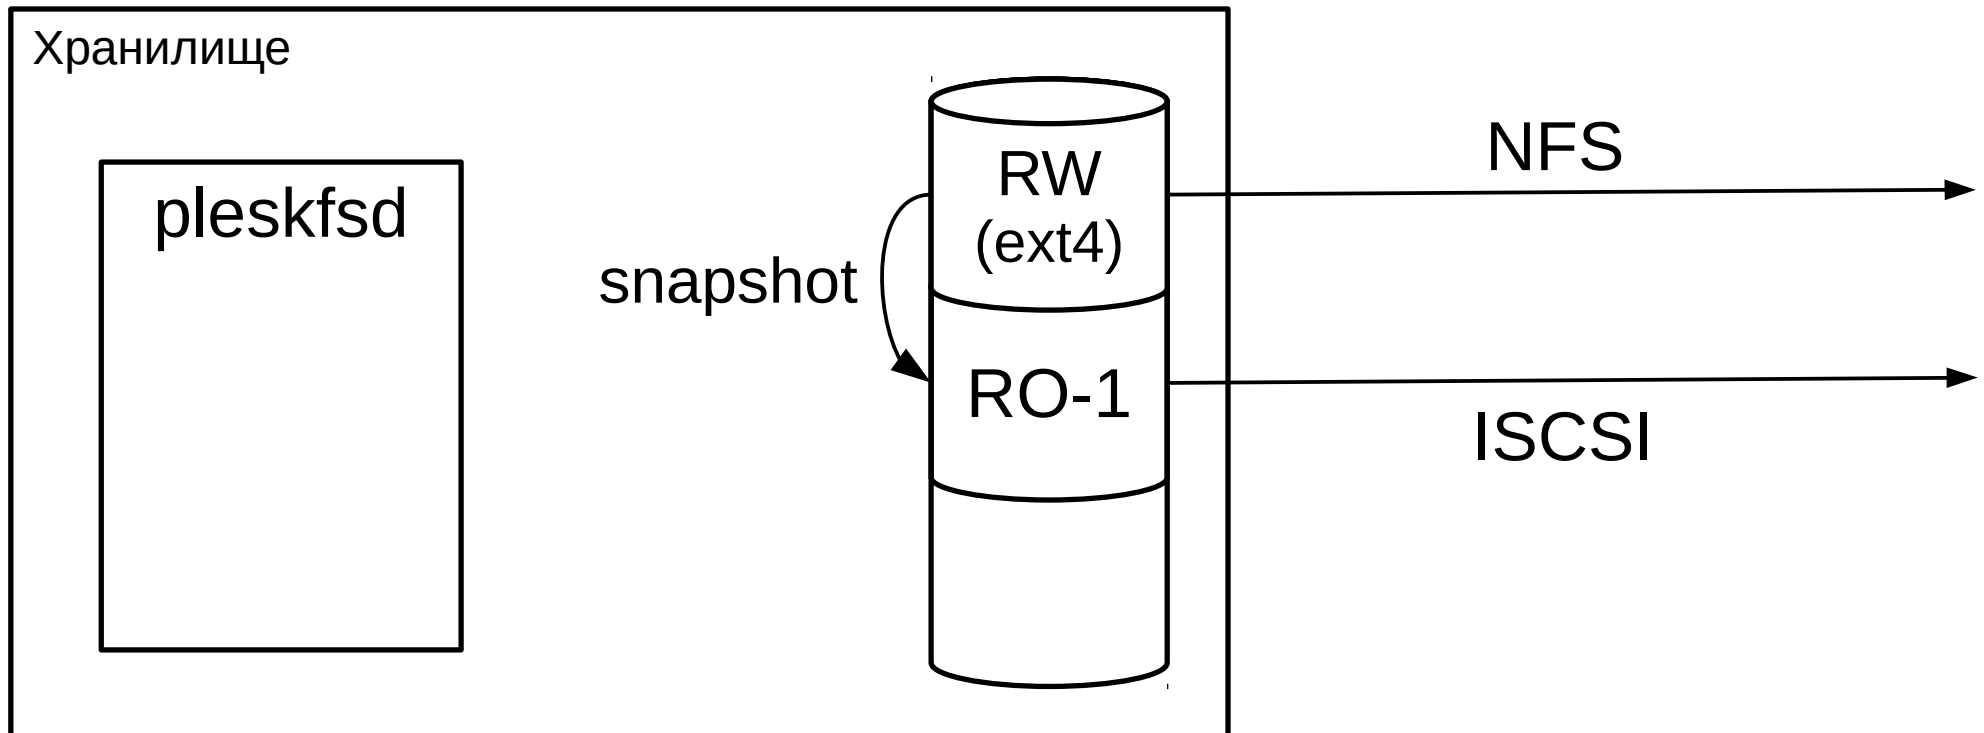 Хранилище
pleskfsd
snapshot
RW
(ext4)
RO-1
NFS
ISCSI